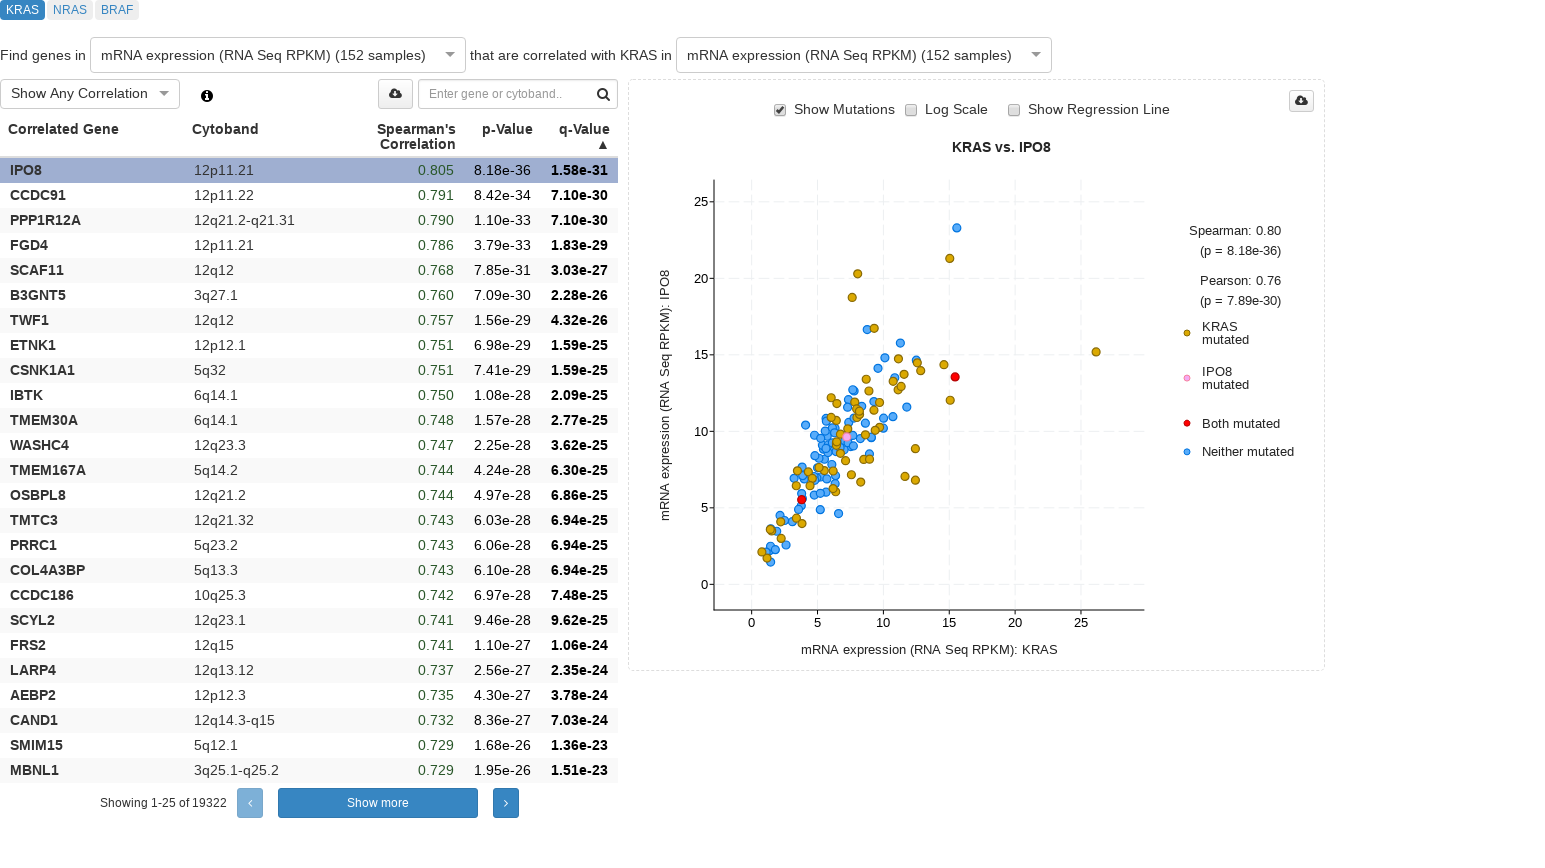 KRAS NRAS BRAF
Find genes in mRNA expression (RNA Seq RPKM) (152 samples) that are correlated with KRAS in mRNA expression (RNA Seq RPKM) (152 samples)
Show Any Correlation Enter gene or cytoband..
Correlated Gene Cytoband Spearman's Correlation p-Value q-Value ▲
IPO8 12p11.21 0.805 8.18e-36 1.58e-31
CCDC91 12p11.22 0.791 8.42e-34 7.10e-30
PPP1R12A 12q21.2-q21.31 0.790 1.10e-33 7.10e-30
FGD4 12p11.21 0.786 3.79e-33 1.83e-29
SCAF11 12q12 0.768 7.85e-31 3.03e-27
B3GNT5 3q27.1 0.760 7.09e-30 2.28e-26
TWF1 12q12 0.757 1.56e-29 4.32e-26
ETNK1 12p12.1 0.751 6.98e-29 1.59e-25
CSNK1A1 5q32 0.751 7.41e-29 1.59e-25
IBTK 6q14.1 0.750 1.08e-28 2.09e-25
TMEM30A 6q14.1 0.748 1.57e-28 2.77e-25
WASHC4 12q23.3 0.747 2.25e-28 3.62e-25
TMEM167A 5q14.2 0.744 4.24e-28 6.30e-25
OSBPL8 12q21.2 0.744 4.97e-28 6.86e-25
TMTC3 12q21.32 0.743 6.03e-28 6.94e-25
PRRC1 5q23.2 0.743 6.06e-28 6.94e-25
COL4A3BP 5q13.3 0.743 6.10e-28 6.94e-25
CCDC186 10q25.3 0.742 6.97e-28 7.48e-25
SCYL2 12q23.1 0.741 9.46e-28 9.62e-25
FRS2 12q15 0.741 1.10e-27 1.06e-24
LARP4 12q13.12 0.737 2.56e-27 2.35e-24
AEBP2 12p12.3 0.735 4.30e-27 3.78e-24
CAND1 12q14.3-q15 0.732 8.36e-27 7.03e-24
SMIM15 5q12.1 0.729 1.68e-26 1.36e-23
MBNL1 3q25.1-q25.2 0.729 1.95e-26 1.51e-23
Showing 1-25 of 19322 ‹ Show more ›
Show Mutations Log Scale Show Regression Line
KRAS vs. IPO8
mRNA expression (RNA Seq RPKM): IPO8
25
20
15
10
5
0
0 5 10 15 20 25
mRNA expression (RNA Seq RPKM): KRAS
Spearman: 0.80
(p = 8.18e-36)
Pearson: 0.76
(p = 7.89e-30)
KRAS
mutated
IPO8
mutated
Both mutated
Neither mutated